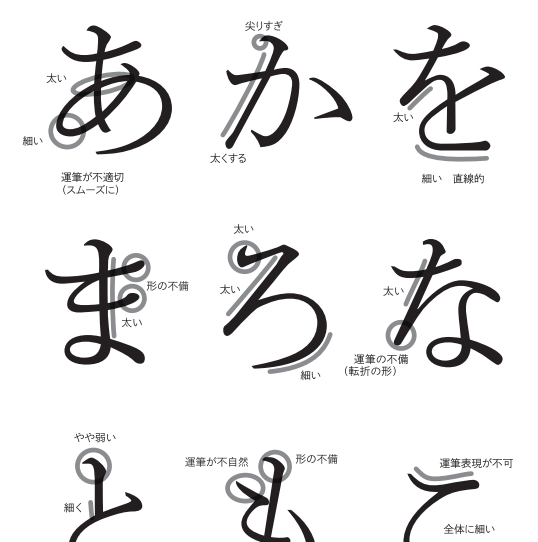 尖りすぎ
あ か を
太い
太い
細い
太くする
運筆が不適切
(スムーズに)
細い 直線的
太い
ま ろ な
形の不備
太い
太い
太い
運筆の不備
(転折の形)
細い
やや弱い
運筆が不自然
形の不備
運筆表現が不可
と も て
細く
全体に細い